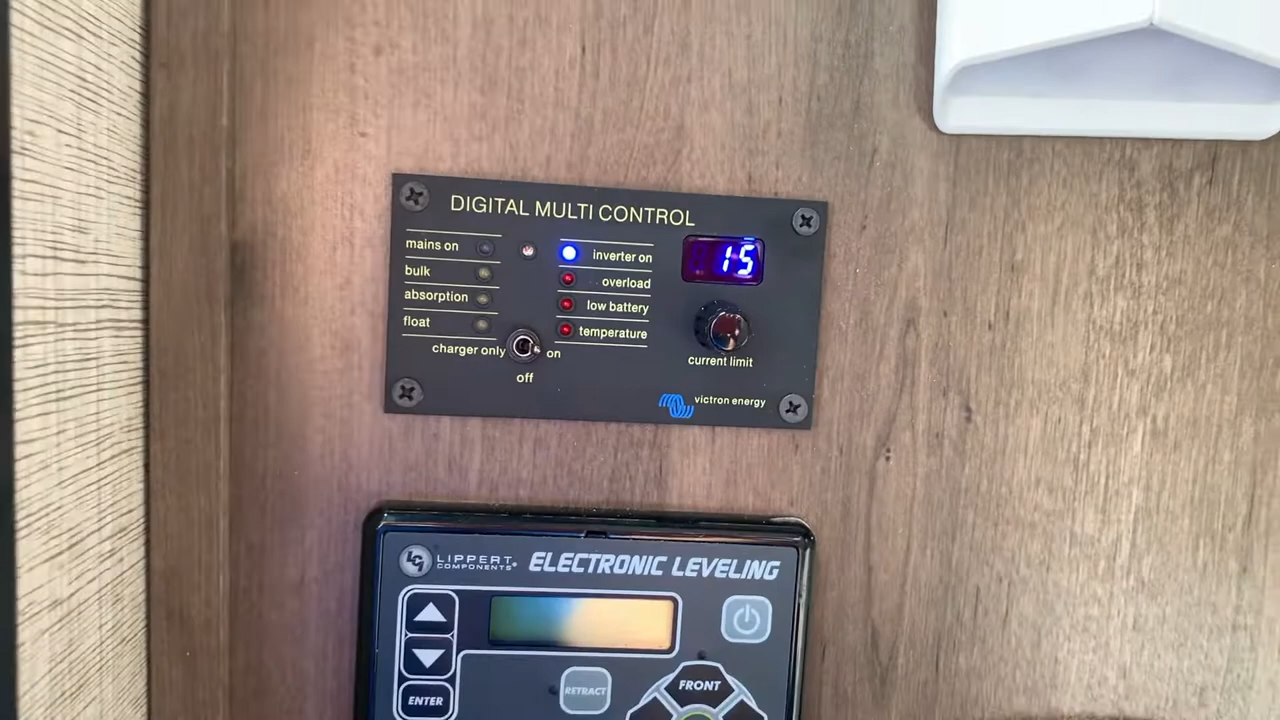 DIGITAL MULTI CONTROL
mains on
bulk
absorption
float
inverter on
overload
low battery
temperature
15
charger only
on
off
current limit
victron energy
LCI
LIPPERT COMPONENTS®
ELECTRONIC LEVELING
ENTER
RETRACT
FRONT